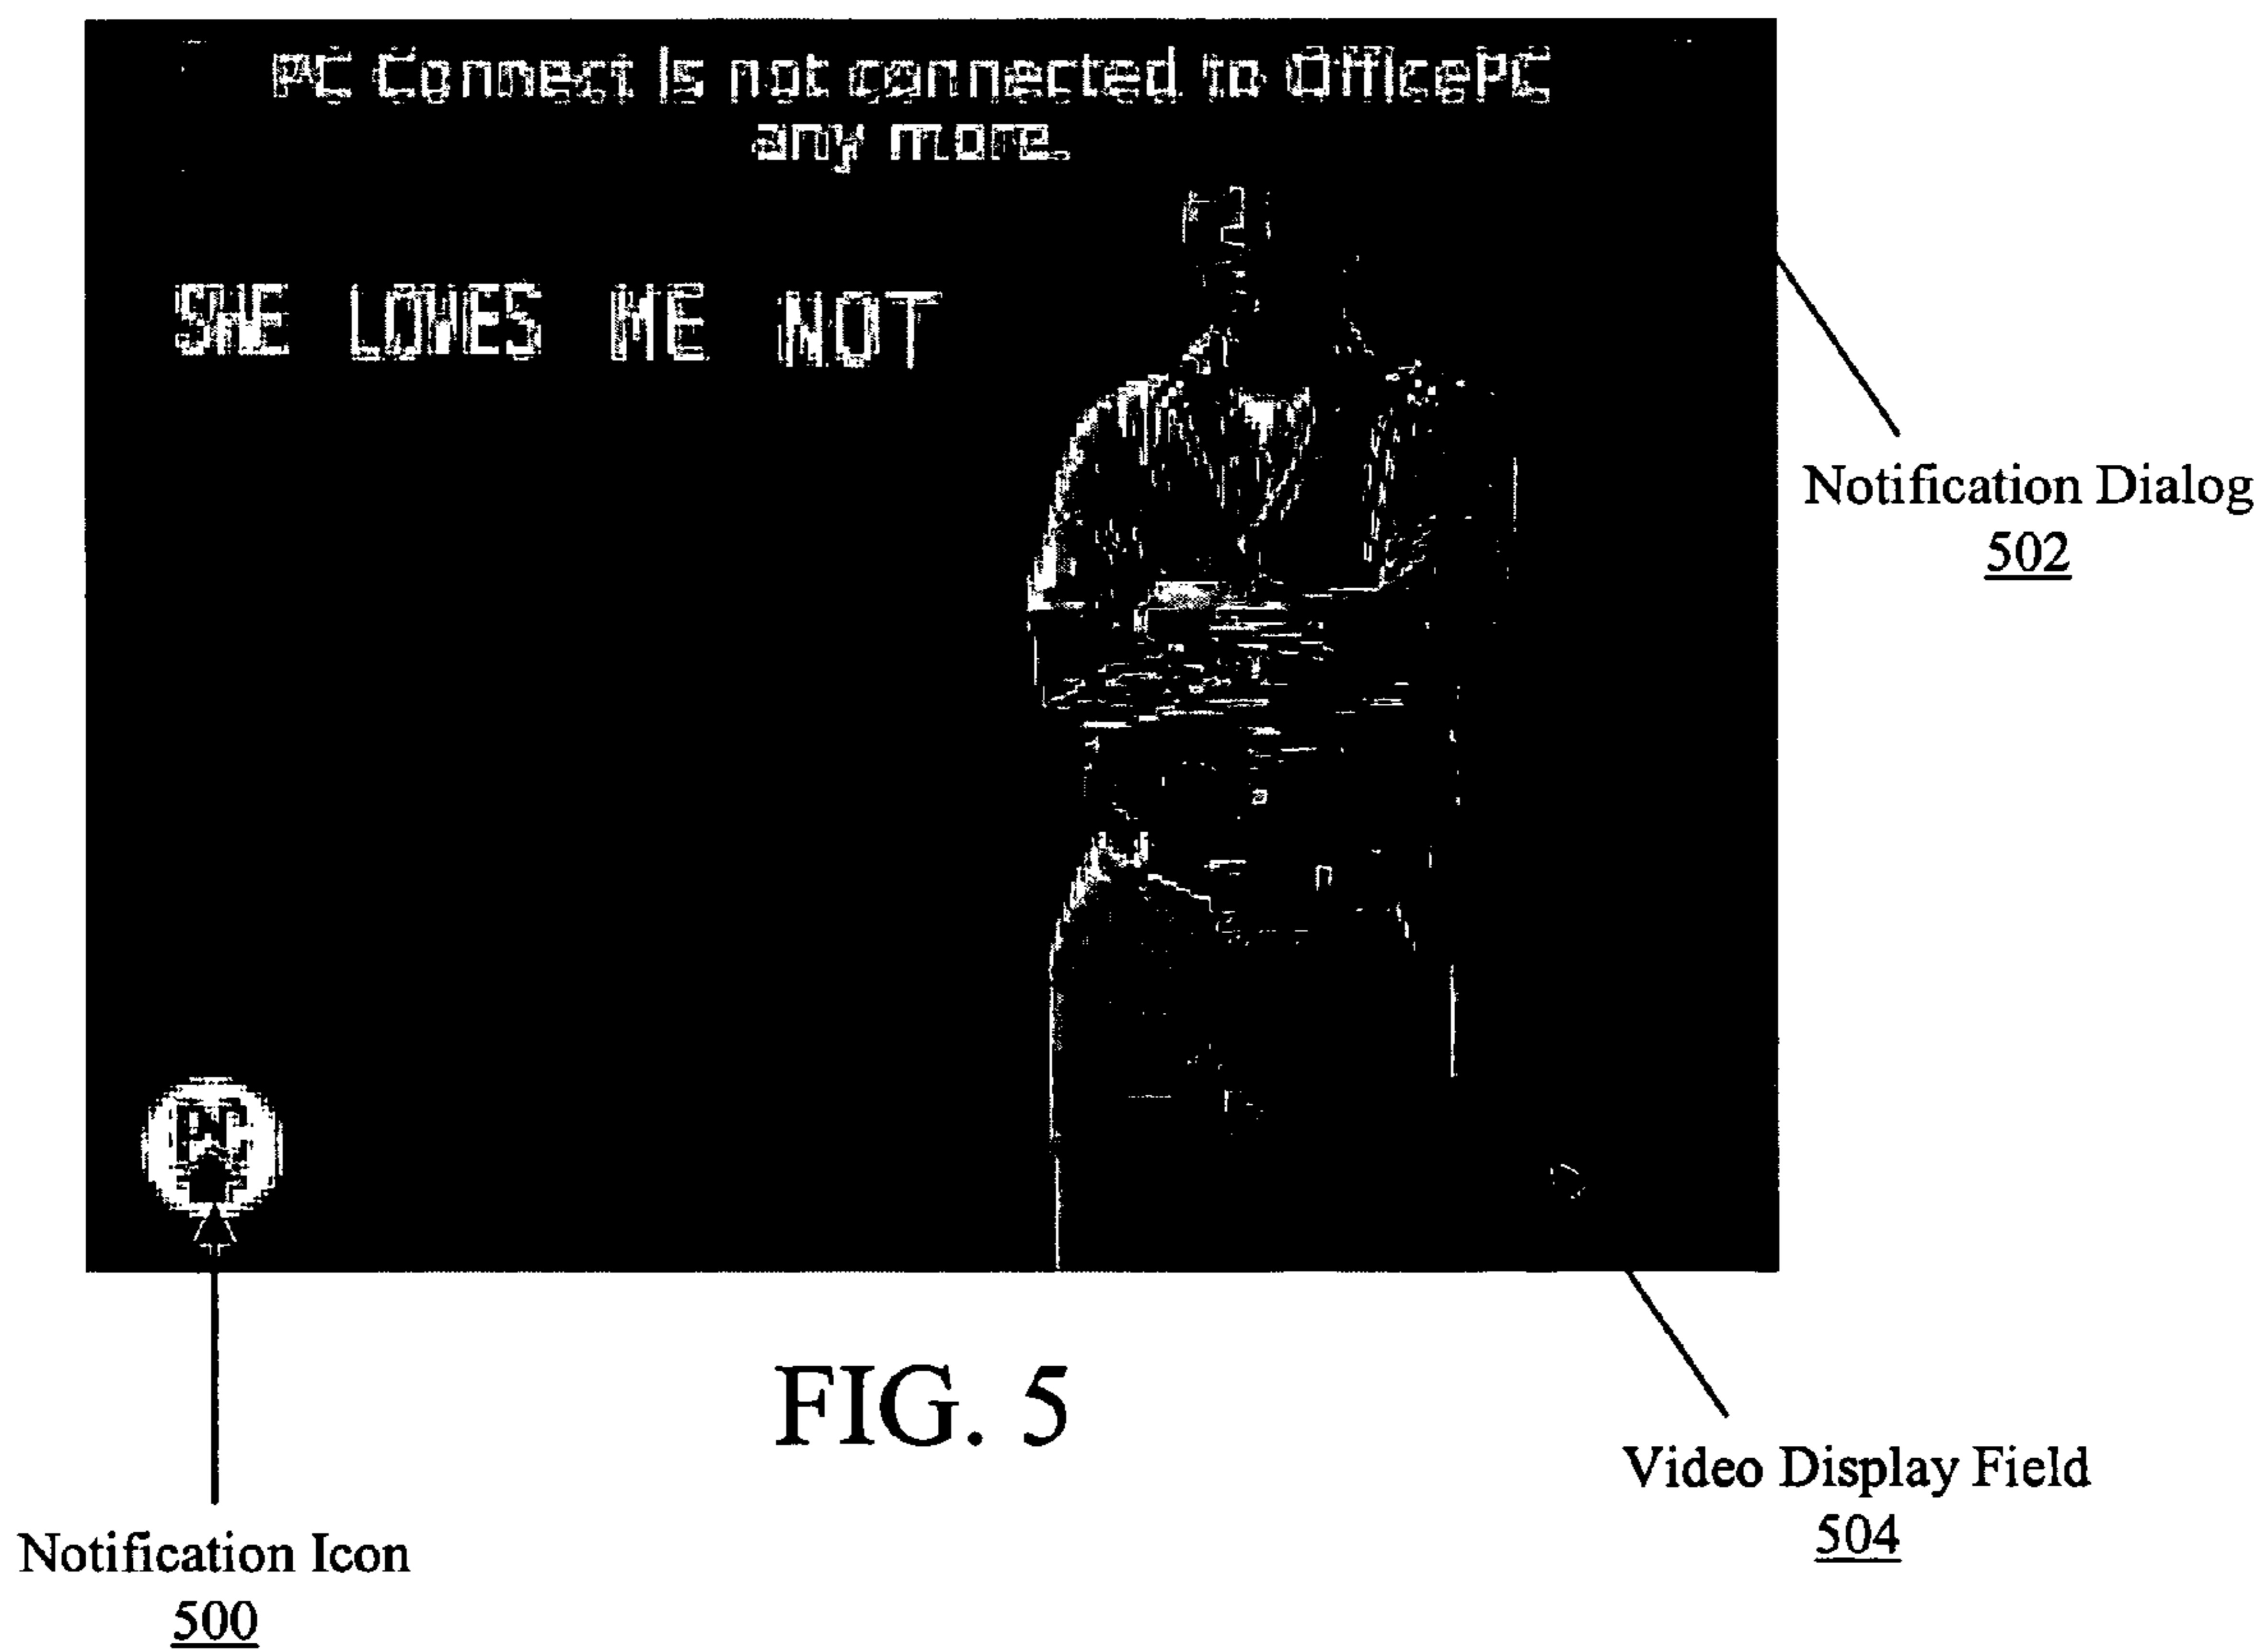 PC Connect Is not connected to OfficePC
any more.
SHE LOVES ME NOT
Notification Dialog
502
PC
FIG. 5
Video Display Field
504
Notification Icon
500